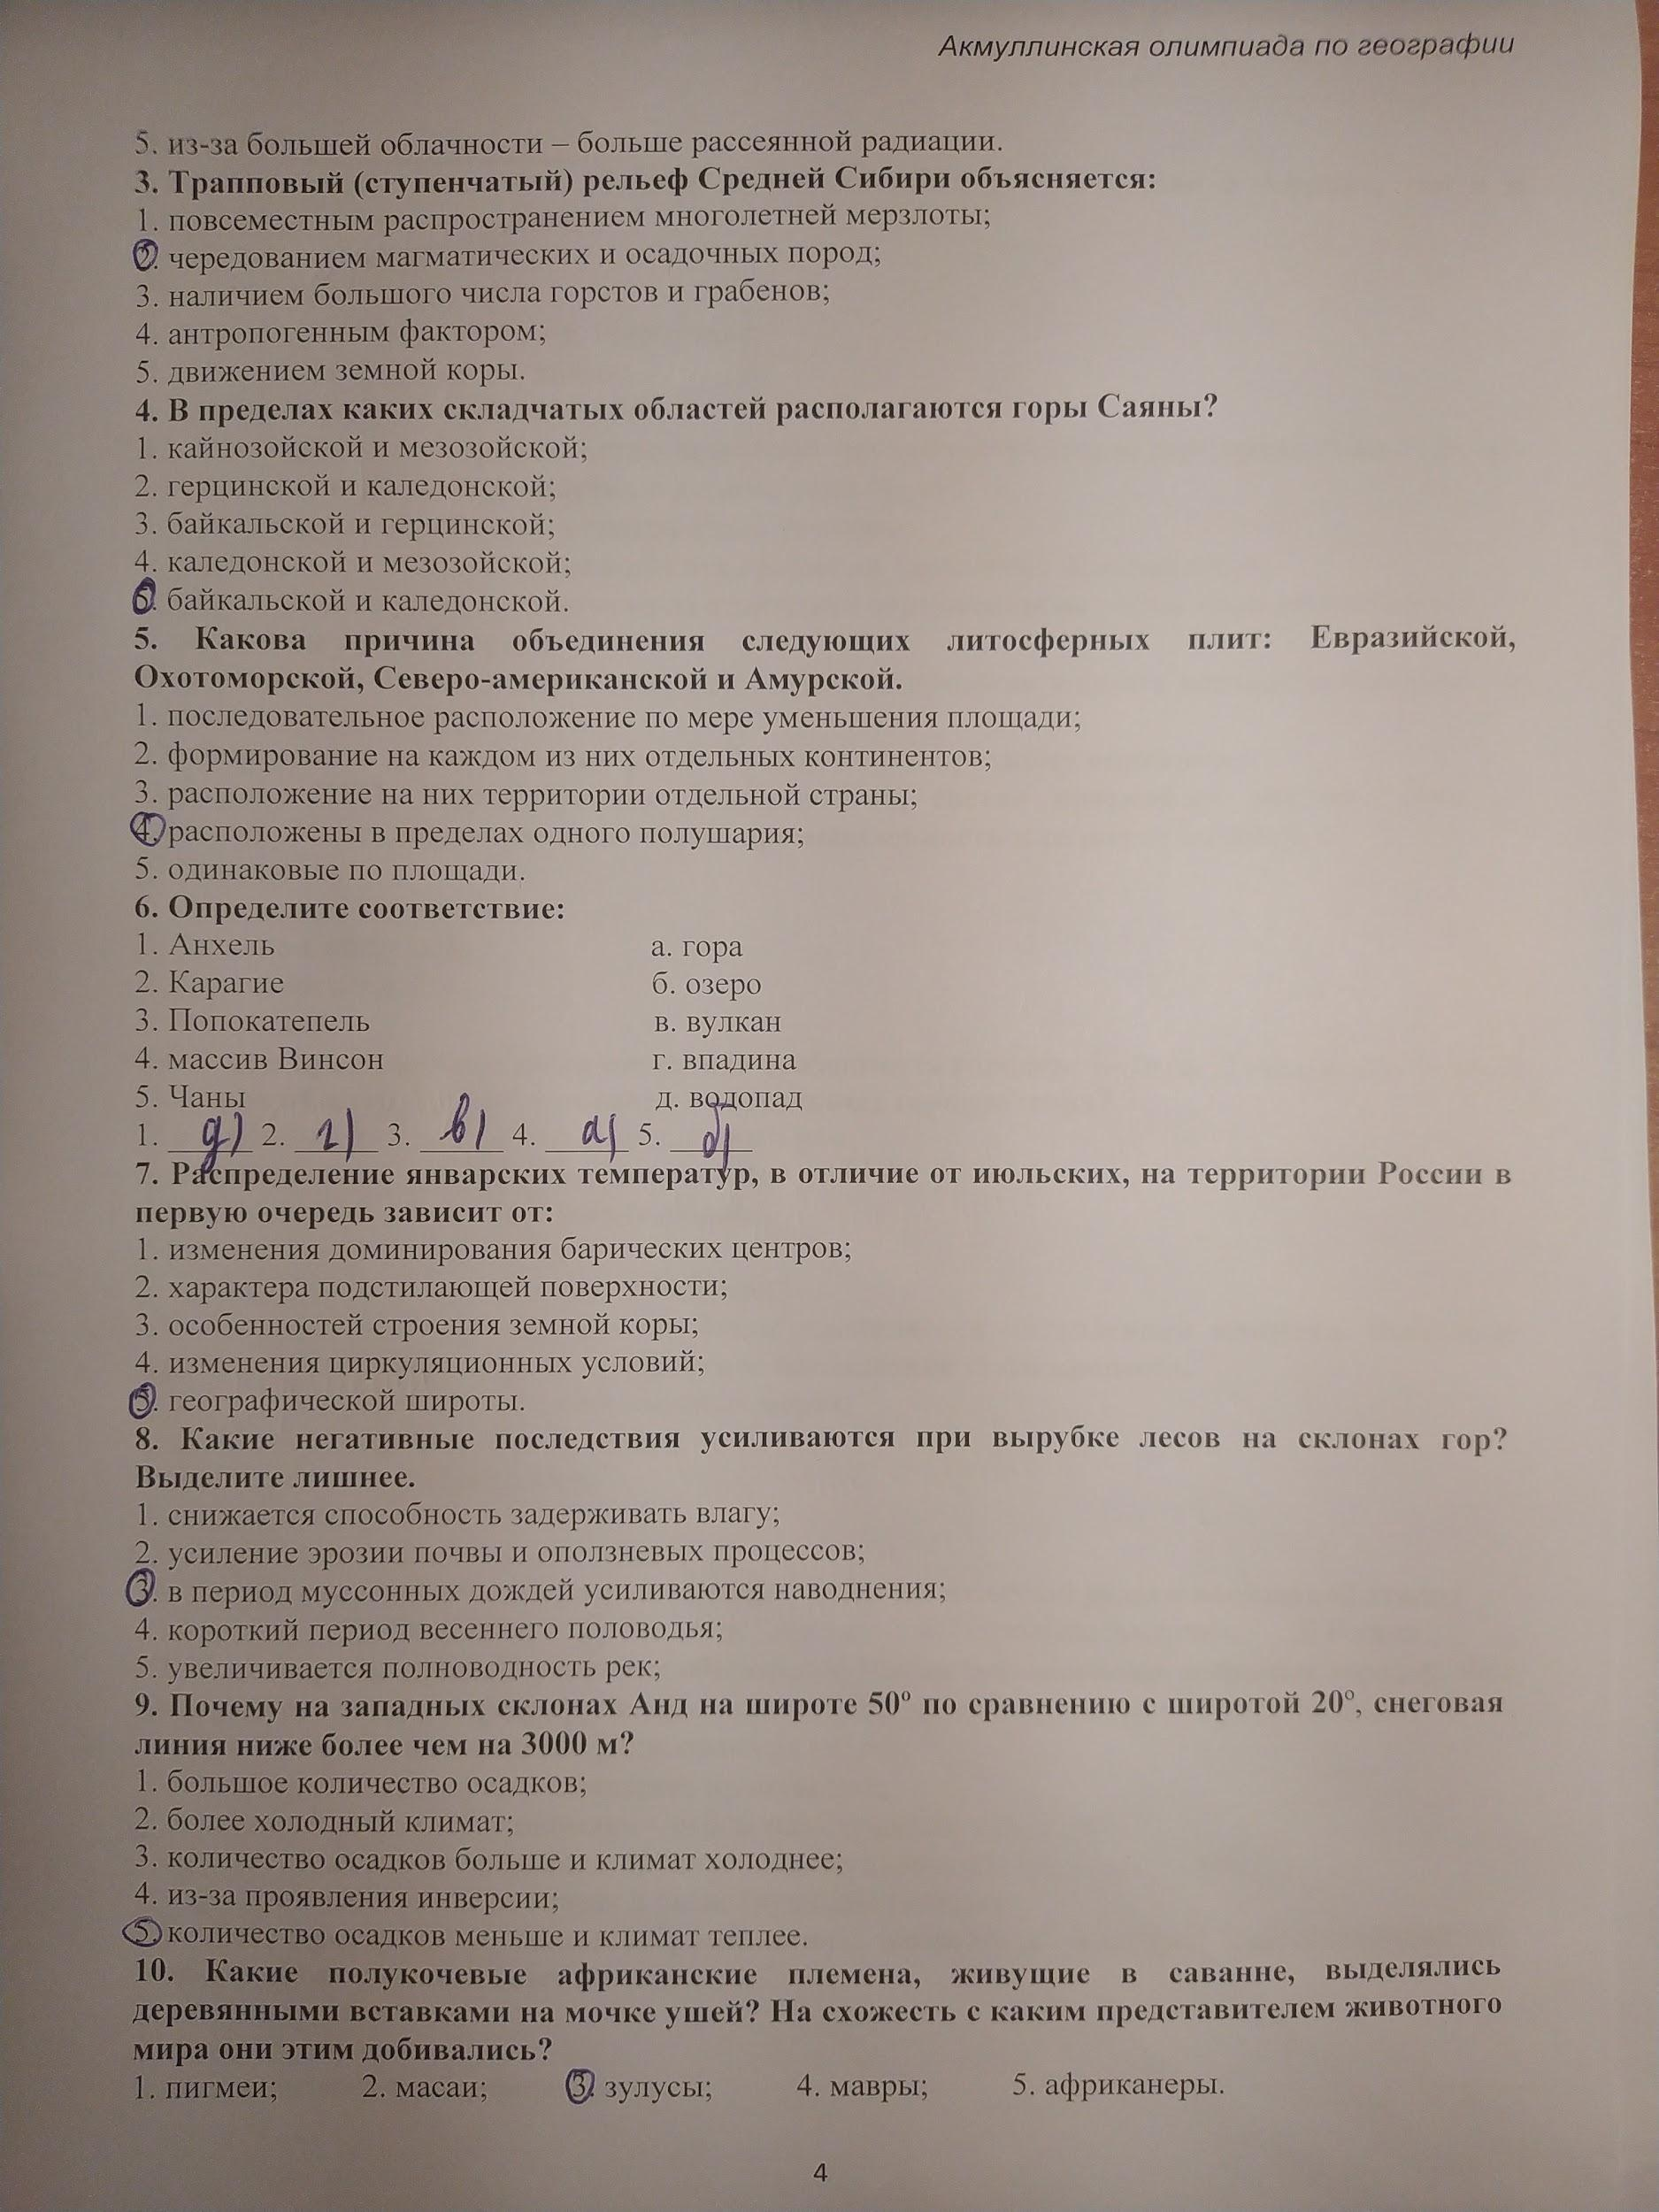 Акмуллинская олимпиада по географии
5. из-за большей облачности – больше рассеянной радиации.
3. Трапповый (ступенчатый) рельеф Средней Сибири объясняется:
1. повсеместным распространением многолетней мерзлоты;
2. чередованием магматических и осадочных пород;
3. наличием большого числа горстов и грабенов;
4. антропогенным фактором;
5. движением земной коры.
4. В пределах каких складчатых областей располагаются горы Саяны?
1. кайнозойской и мезозойской;
2. герцинской и каледонской;
3. байкальской и герцинской;
4. каледонской и мезозойской;
5. байкальской и каледонской.
5. Какова причина объединения следующих литосферных плит: Евразийской,
Охотоморской, Северо-американской и Амурской.
1. последовательное расположение по мере уменьшения площади;
2. формирование на каждом из них отдельных континентов;
3. расположение на них территории отдельной страны;
4. расположены в пределах одного полушария;
5. одинаковые по площади.
6. Определите соответствие:
1. Анхель а. гора
2. Карагие б. озеро
3. Попокатепель в. вулкан
4. массив Винсон г. впадина
5. Чаны д. водопад
1. д) 2. г) 3. в) 4. а) 5. б)
7. Распределение январских температур, в отличие от июльских, на территории России в
первую очередь зависит от:
1. изменения доминирования барических центров;
2. характера подстилающей поверхности;
3. особенностей строения земной коры;
4. изменения циркуляционных условий;
5. географической широты.
8. Какие негативные последствия усиливаются при вырубке лесов на склонах гор?
Выделите лишнее.
1. снижается способность задерживать влагу;
2. усиление эрозии почвы и оползневых процессов;
3. в период муссонных дождей усиливаются наводнения;
4. короткий период весеннего половодья;
5. увеличивается полноводность рек;
9. Почему на западных склонах Анд на широте 50º по сравнению с широтой 20º, снеговая
линия ниже более чем на 3000 м?
1. большое количество осадков;
2. более холодный климат;
3. количество осадков больше и климат холоднее;
4. из-за проявления инверсии;
5. количество осадков меньше и климат теплее.
10. Какие полукочевые африканские племена, живущие в саванне, выделялись
деревянными вставками на мочке ушей? На схожесть с каким представителем животного
мира они этим добивались?
1. пигмеи; 2. масаи; 3. зулусы; 4. мавры; 5. африканеры.
4